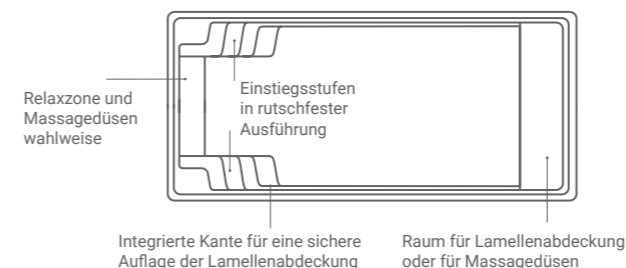 Relaxzone und
Massagedüsen
wahlweise
Einstiegsstufen
in rutschfester
Ausführung
Integrierte Kante für eine sichere
Auflage der Lamellenabdeckung
Raum für Lamellenabdeckung
oder für Massagedüsen